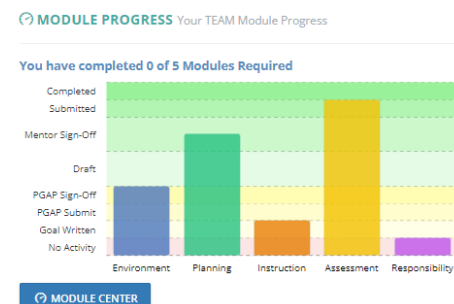 MODULE PROGRESS Your TEAM Module Progress
You have completed 0 of 5 Modules Required
Completed
Submitted
Mentor Sign-Off
Draft
PGAP Sign-Off
PGAP Submit
Goal Written
No Activity
Environment Planning Instruction Assessment Responsibility
MODULE CENTER